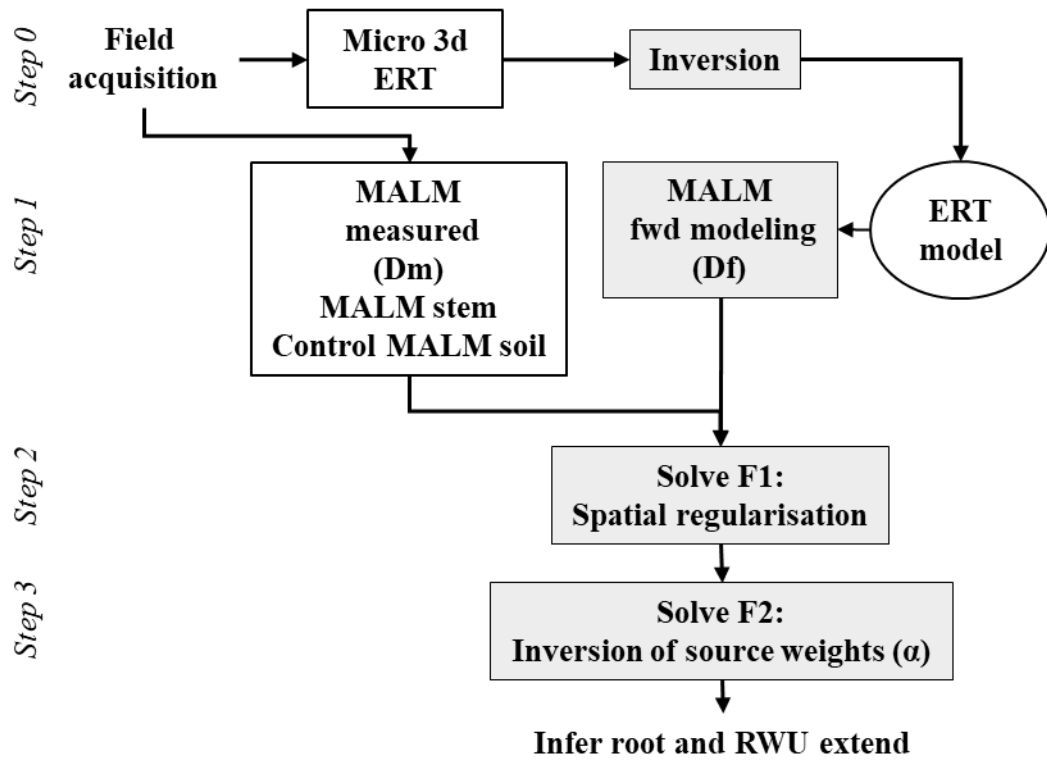 Step 0
Field
acquisition
Micro 3d
ERT
Inversion
Step 1
MALM
measured
(Dm)
MALM stem
Control MALM soil
MALM
fwd modeling
(Df)
ERT
model
Step 2
Solve F1:
Spatial regularisation
Step 3
Solve F2:
Inversion of source weights (α)
Infer root and RWU extend